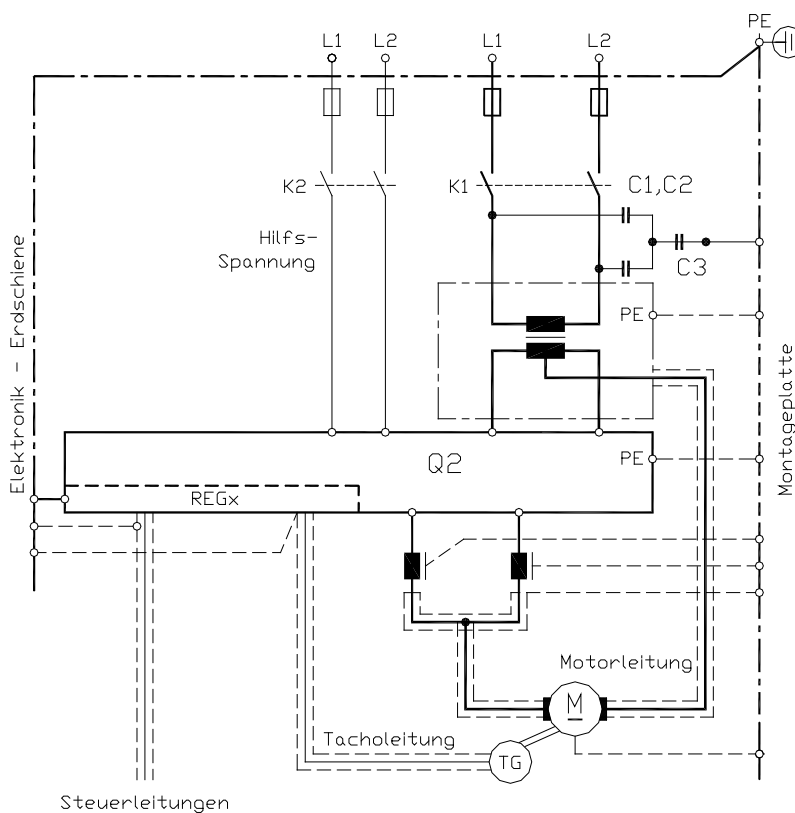 PE
L1
L2
L1
L2
K2
K1
C1,C2
Hilfs-
Spannung
C3
Elektronik - Erdschiene
PE
Montageplatte
Q2
PE
REGx
Motorleitung
M
Tacholeitung
TG
Steuerleitungen